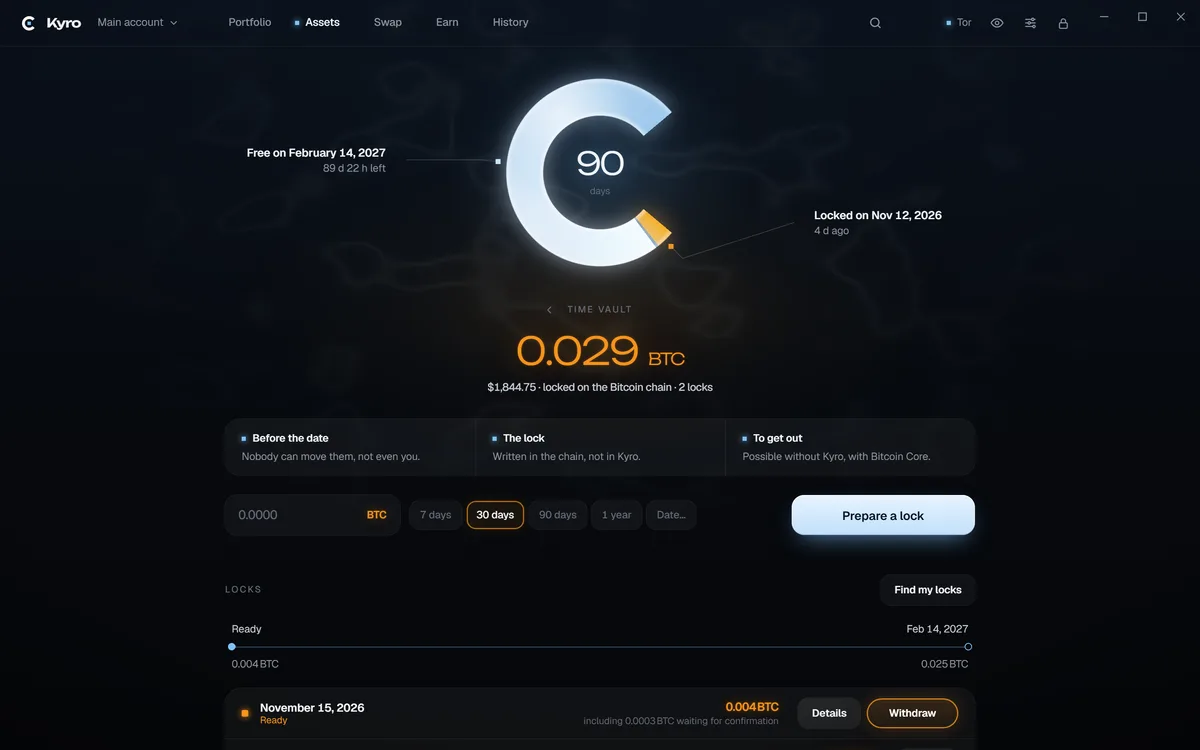 Kyro Main account Portfolio Assets Swap Earn History Tor
Free on February 14, 2027
89 d 22 h left
90
days
Locked on Nov 12, 2026
4 d ago
TIME VAULT
0.029 BTC
$1,844.75 · locked on the Bitcoin chain · 2 locks
Before the date
Nobody can move them, not even you.
The lock
Written in the chain, not in Kyro.
To get out
Possible without Kyro, with Bitcoin Core.
0.0000 BTC 7 days 30 days 90 days 1 year Date... Prepare a lock
LOCKS Find my locks
Ready Feb 14, 2027
0.004 BTC 0.025 BTC
November 15, 2026
Ready
0.004 BTC
including 0.0003 BTC waiting for confirmation
Details Withdraw